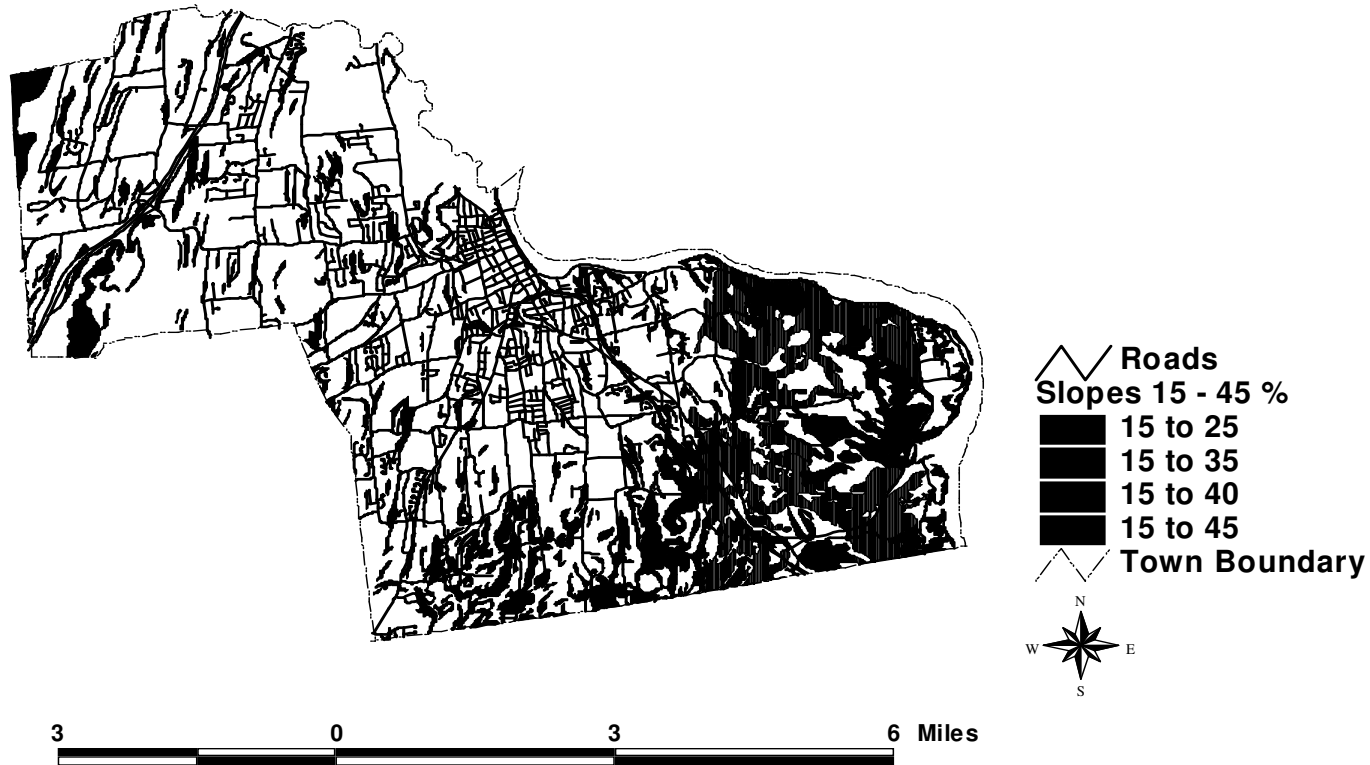 Roads
Slopes 15 - 45 %
15 to 25
15 to 35
15 to 40
15 to 45
Town Boundary
N
W E
S
3 0 3 6 Miles